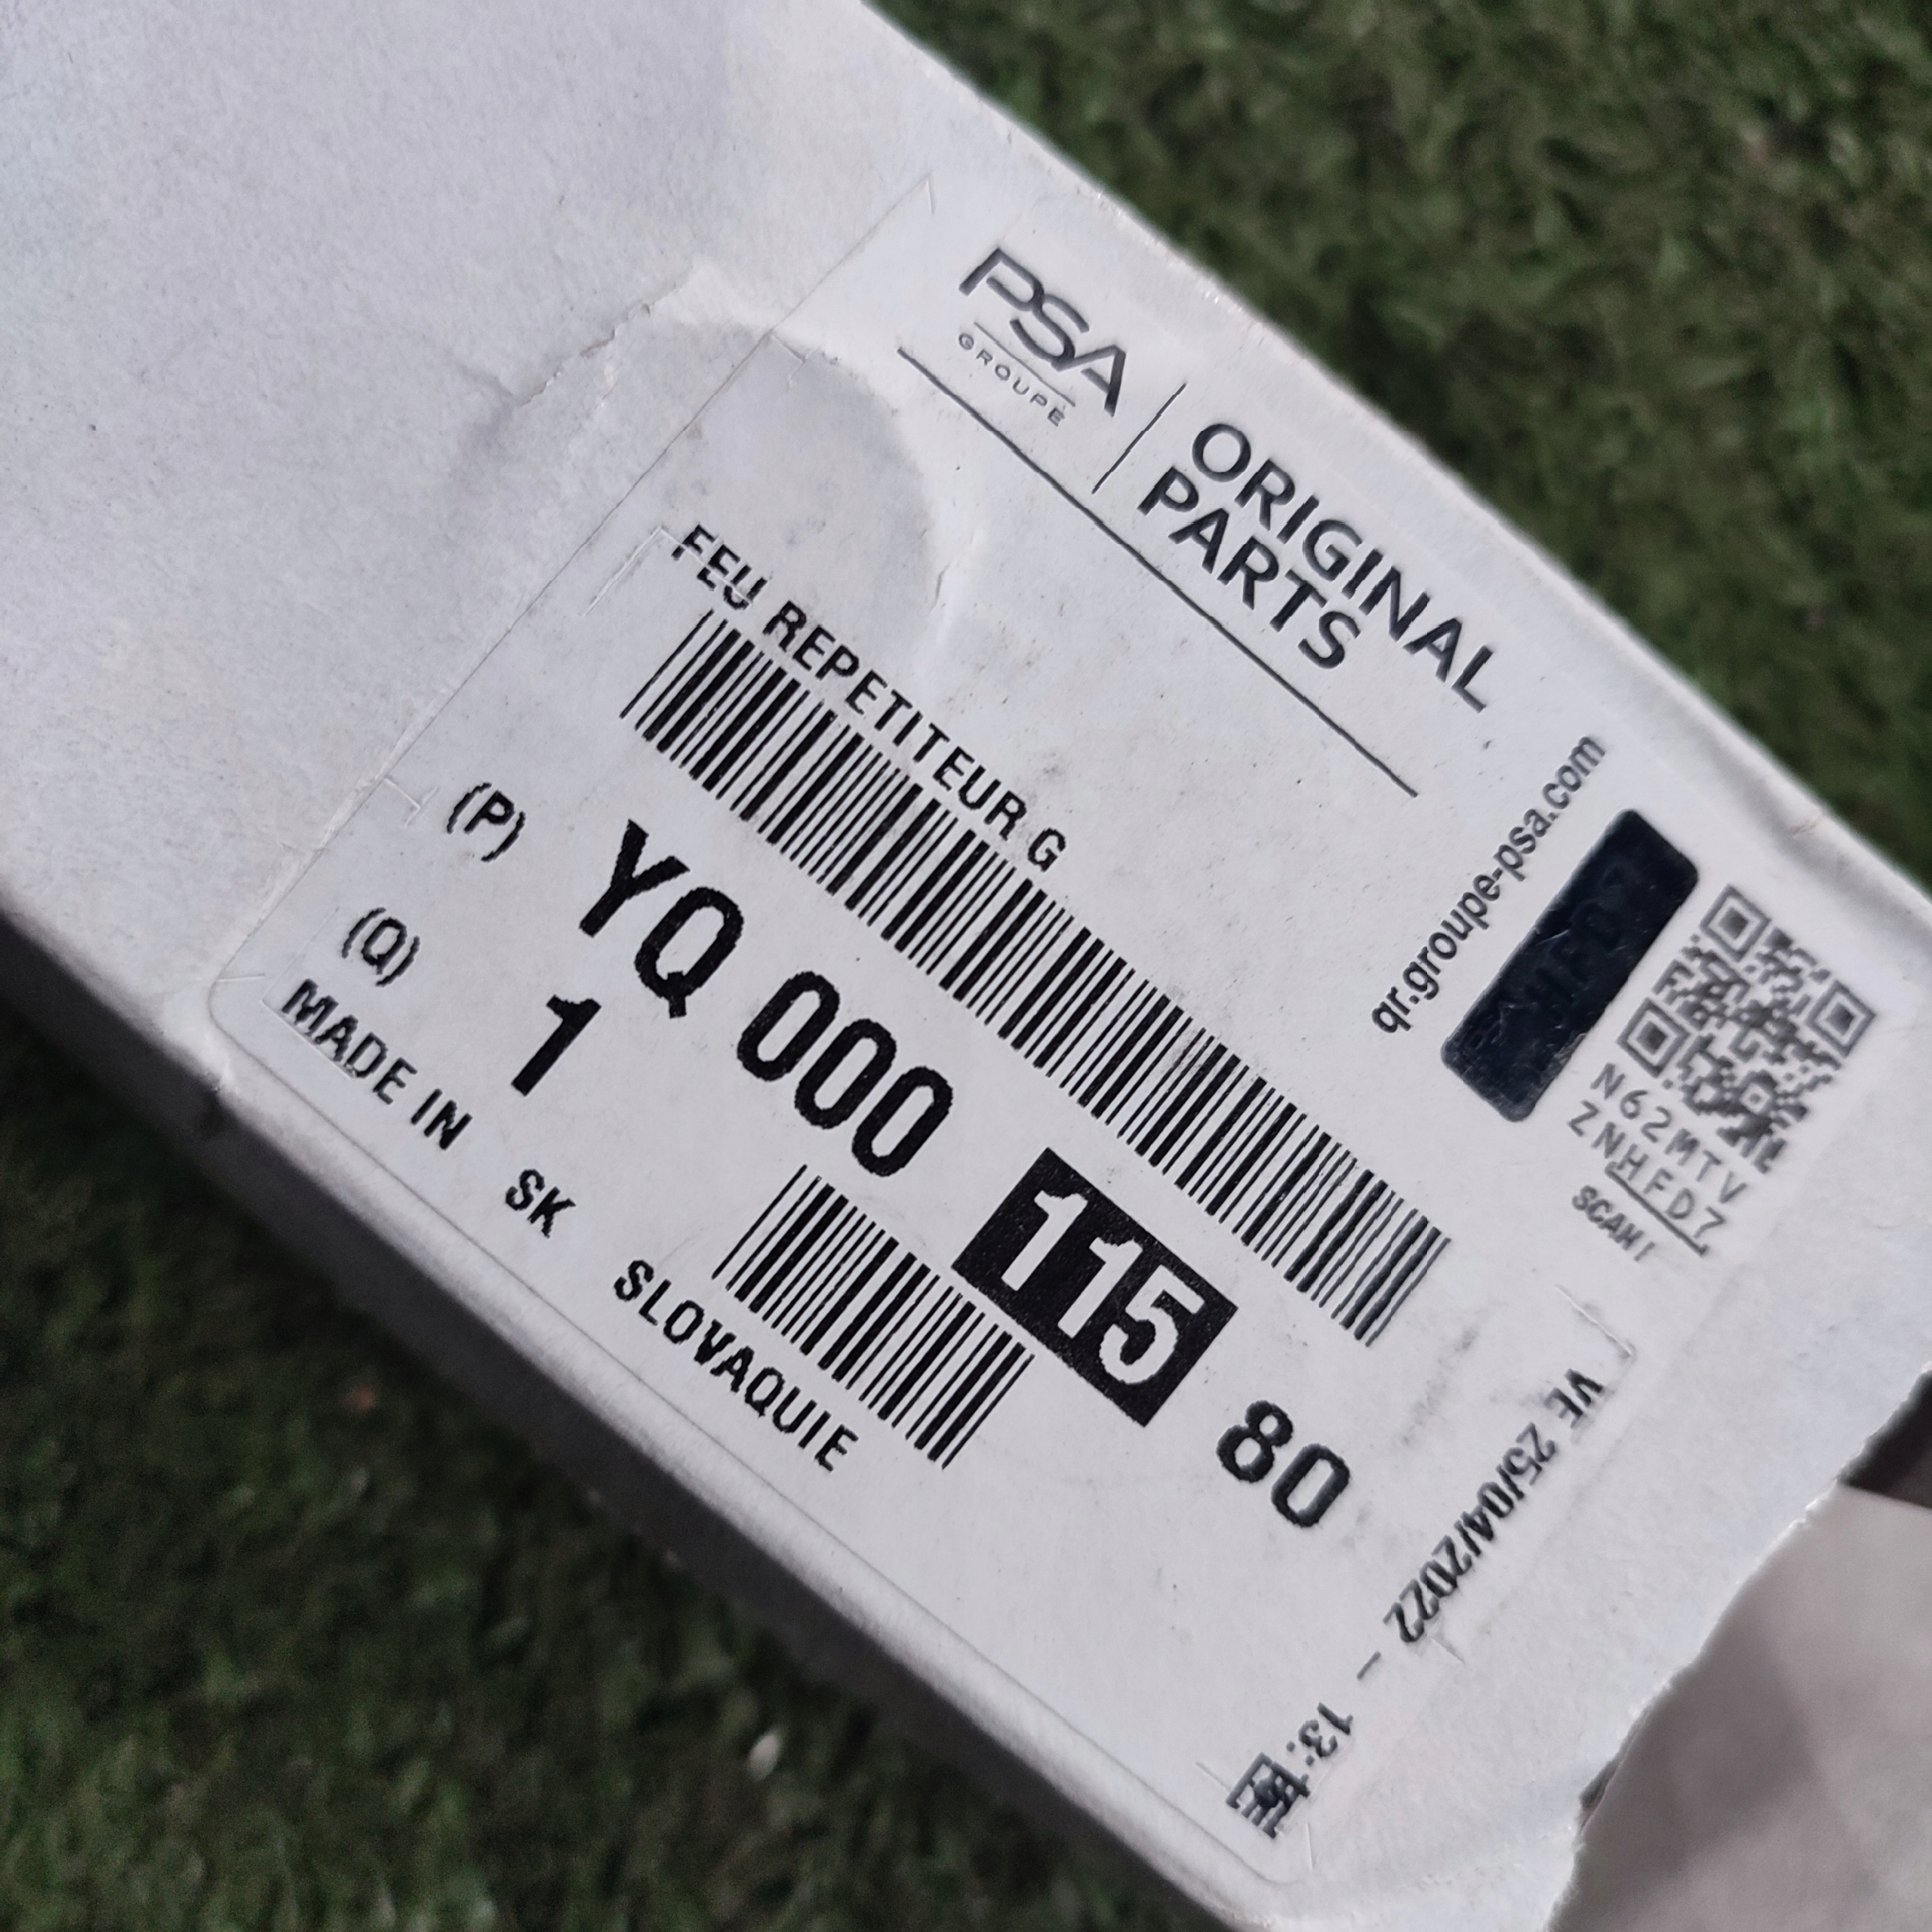 PSA
GROUPE
ORIGINAL
PARTS
qr.groupe-psa.com
N62MTV
ZNHFD7
SCAN!
FEU REPETITEUR G
(P) YQ 000 115 80
(Q) 1
MADE IN SK SLOVAQUIE
VE 25/04/2022 - 13: